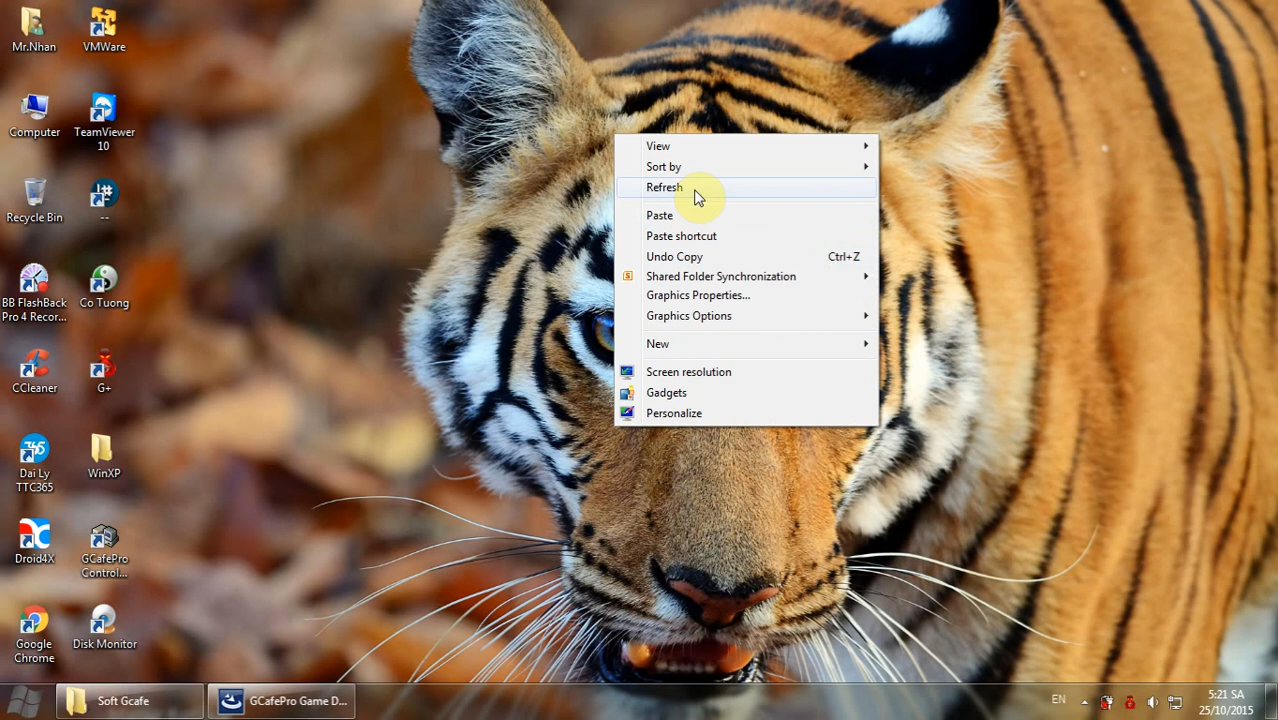 Mr.Nhan
VMWare
Computer
TeamViewer
10
Recycle Bin
--
BB FlashBack
Pro 4 Recor...
Co Tuong
CCleaner
G+
Dai Ly
TTC365
WinXP
Droid4X
GCafePro
Control...
Google
Chrome
Disk Monitor
View
Sort by
Refresh
Paste
Paste shortcut
Undo Copy Ctrl+Z
Shared Folder Synchronization
Graphics Properties...
Graphics Options
New
Screen resolution
Gadgets
Personalize
Soft Gcafe
GCafePro Game D...
EN
5:21 SA
25/10/2015